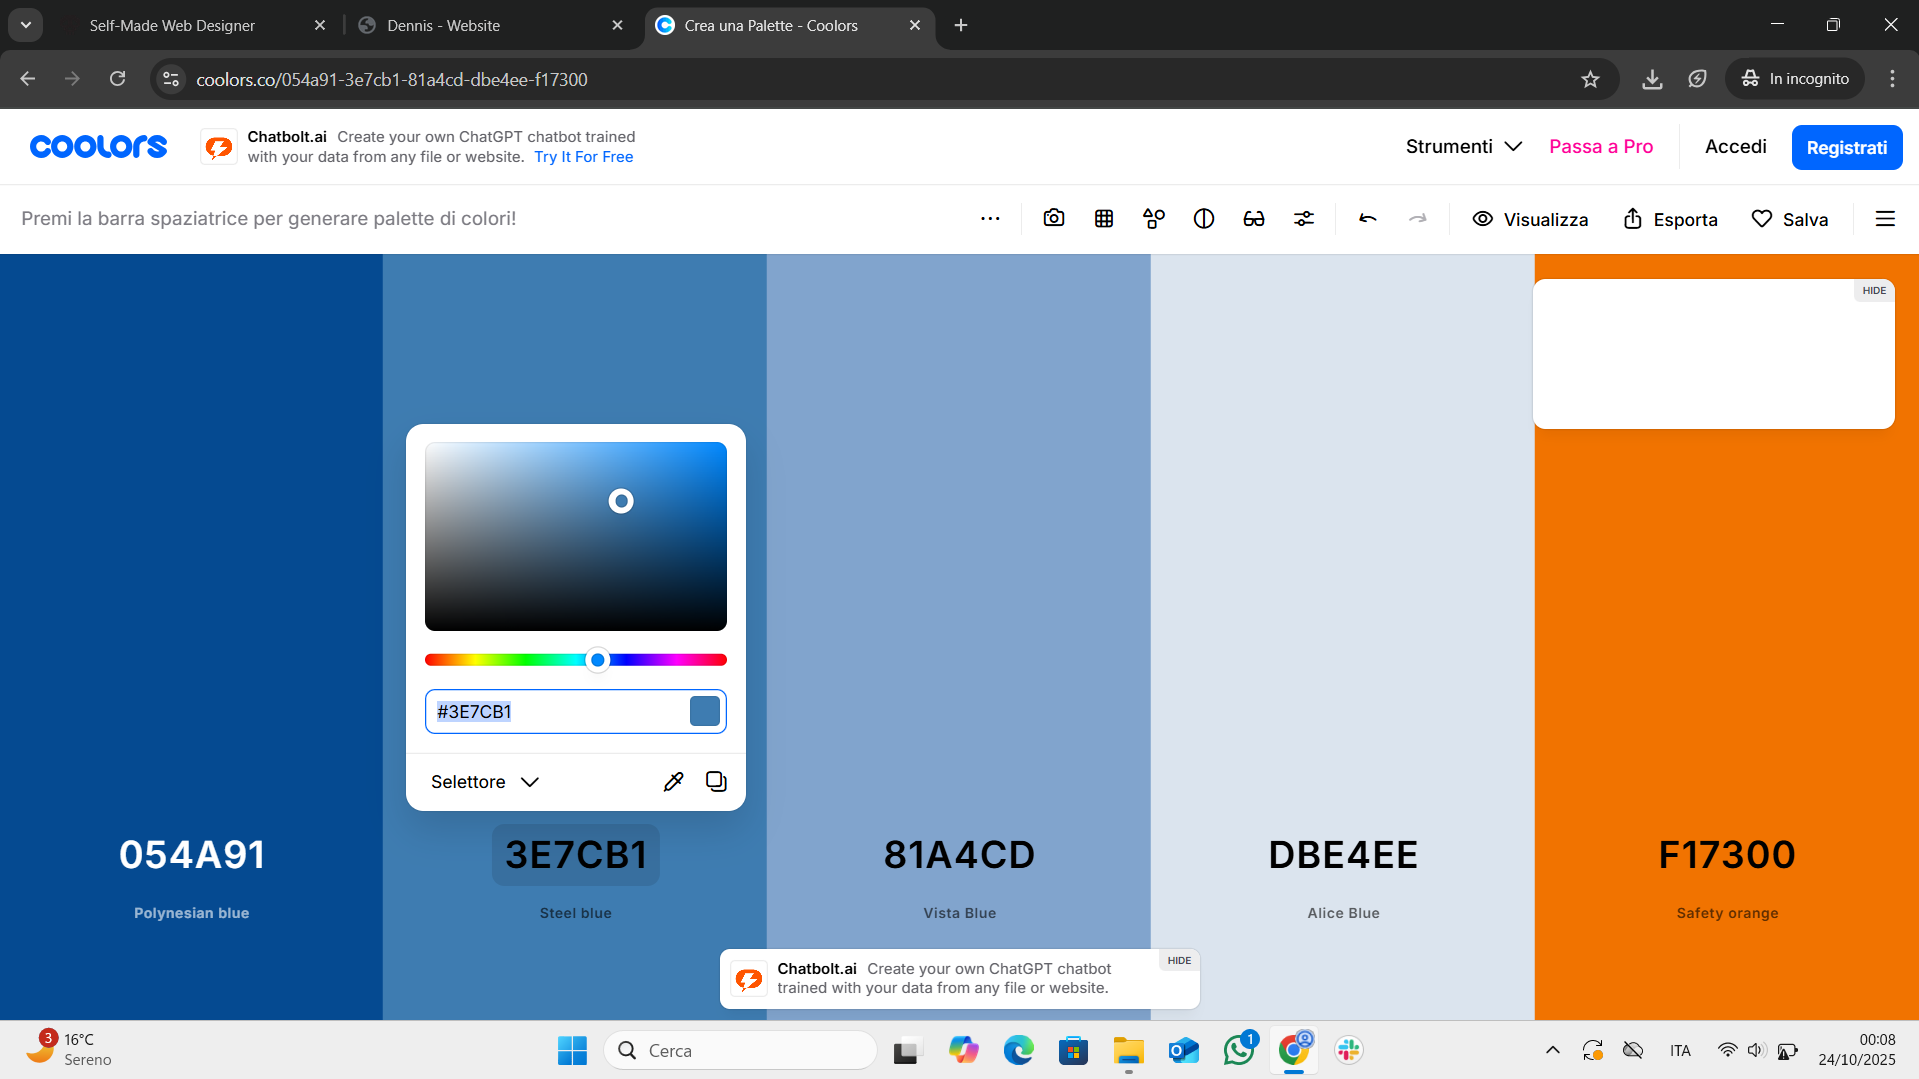 Self-Made Web Designer
Dennis - Website
Crea una Palette - Coolors
coolors.co/054a91-3e7cb1-81a4cd-dbe4ee-f17300
In incognito
coolors
Chatbolt.ai Create your own ChatGPT chatbot trained
with your data from any file or website. Try It For Free
Strumenti
Passa a Pro
Accedi
Registrati
Premi la barra spaziatrice per generare palette di colori!
Visualizza
Esporta
Salva
HIDE
#3E7CB1
Selettore
054A91
3E7CB1
81A4CD
DBE4EE
F17300
Polynesian blue
Steel blue
Vista Blue
Alice Blue
Safety orange
Chatbolt.ai Create your own ChatGPT chatbot
trained with your data from any file or website.
HIDE
3
16°C
Sereno
Cerca
1
ITA
00:08
24/10/2025